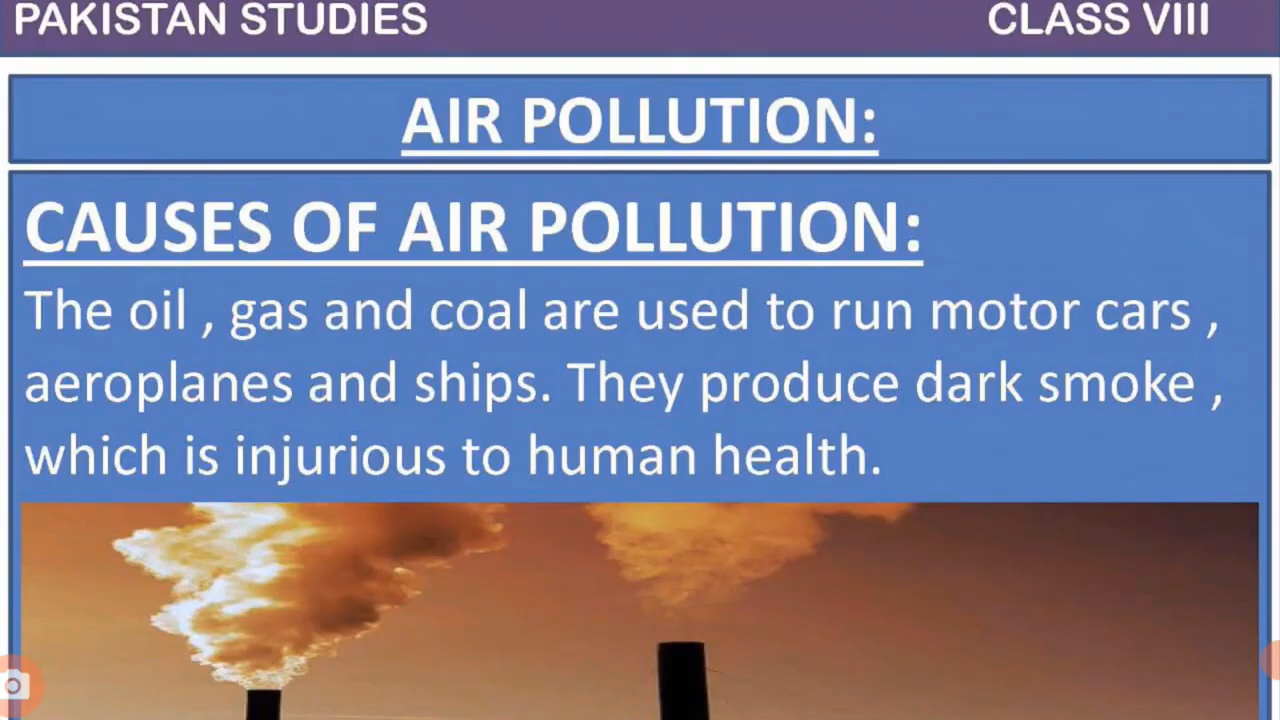 PAKISTAN STUDIES CLASS VIII
AIR POLLUTION:
CAUSES OF AIR POLLUTION:
The oil , gas and coal are used to run motor cars ,
aeroplanes and ships. They produce dark smoke ,
which is injurious to human health.